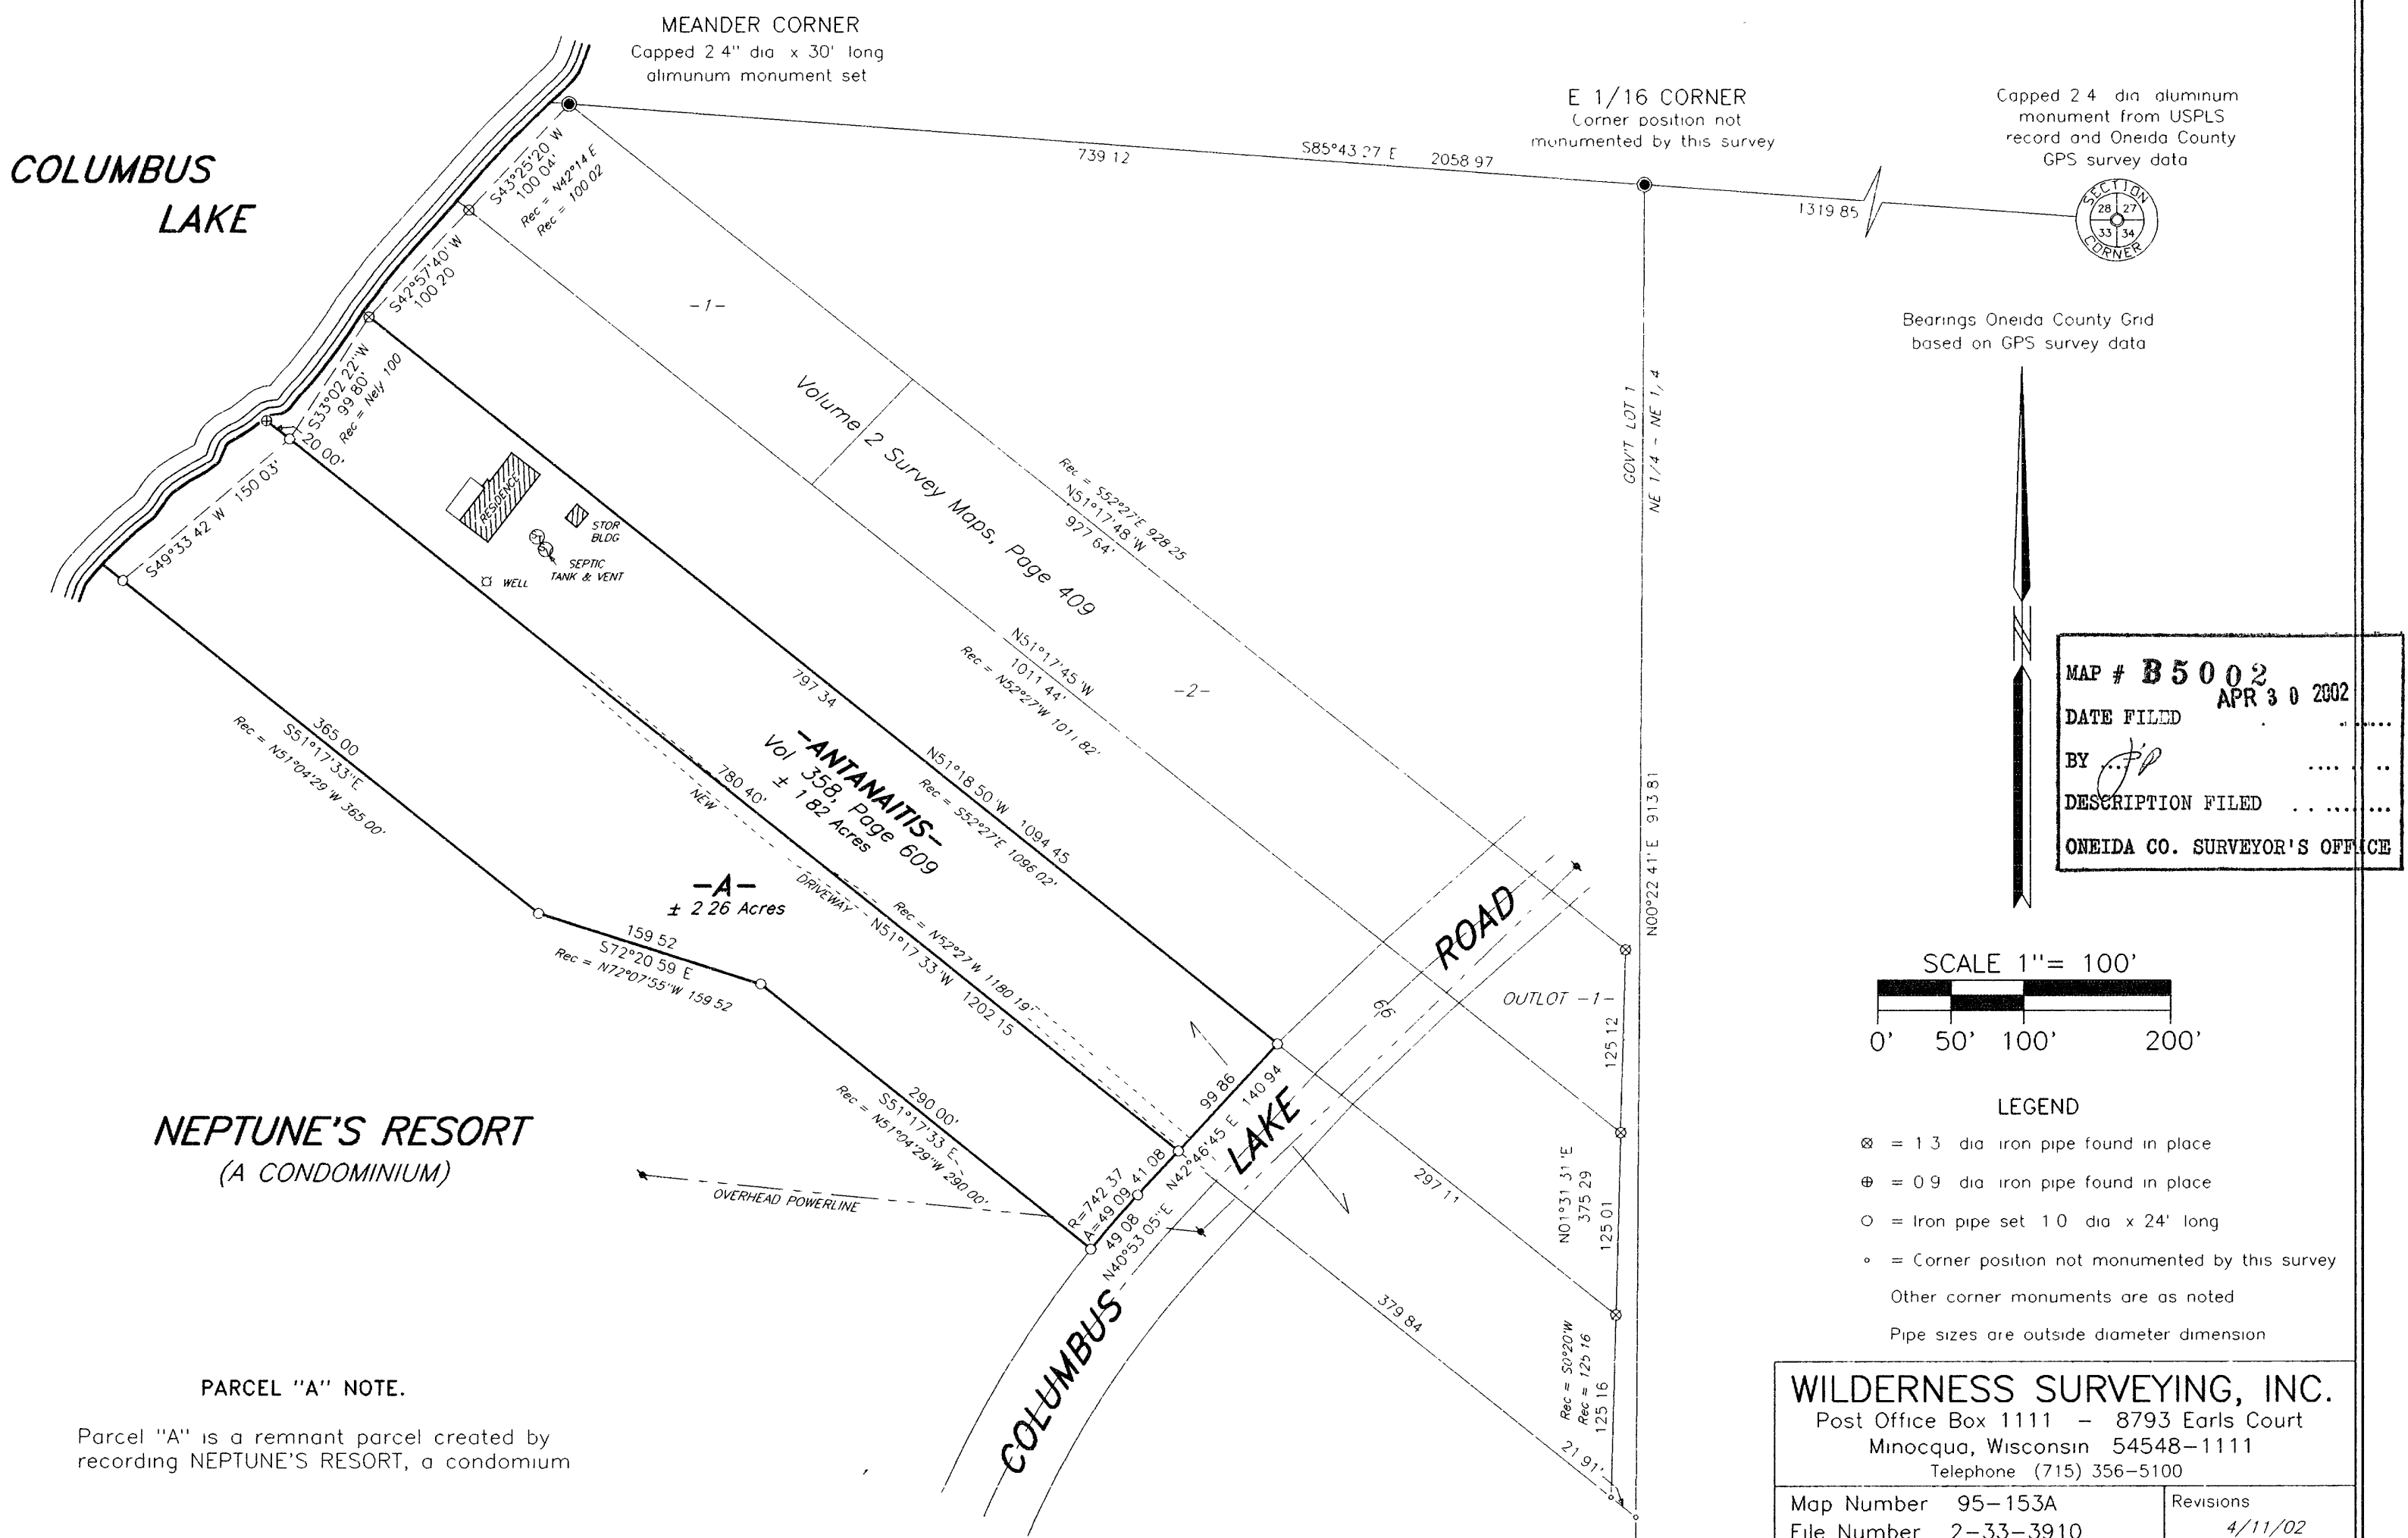 MEANDER CORNER
Capped 2 4" dia x 30' long
alimunum monument set
E 1/16 CORNER
Corner position not
monumented by this survey
Capped 2 4 dia aluminum
monument from USPLS
record and Oneida County
GPS survey data
SECTION
28 27
33 34
CORNER
COLUMBUS
LAKE
739 12
S85°43 27 E 2058 97
1319 85
S43°25'20" W
100 04'
Rec = N42°14 E
Rec = 100 02
S42°57'40" W
100 20
S33°02 22"W
99 80'
Rec = Nely 100
20 00'
S49°33 42 W 150 03'
-1-
Volume 2 Survey Maps, Page 409
Rec = S52°27'E 928 25
N51°17'48 'W
927 64'
GOV'T LOT 1
NE 1/4 - NE 1/4
Bearings Oneida County Grid
based on GPS survey data
RESIDENCE
STOR
BLDG
SEPTIC
TANK & VENT
WELL
N51°17'45 'W
1011 44'
Rec = N52°27'W 1011 82'
-2-
797 34
N51°18 50 'W 1094 45
Rec = S52°27'E 1096 02'
-ANTANAITIS-
Vol 358, Page 609
± 1 82 Acres
780 40'
NEW
DRIVEWAY
Rec = N52°27 W 1180 19'
N51°17 33 'W 1202 15
365 00
S51°17'33"E
Rec = N51°04'29 'W 365 00'
-A-
± 2 26 Acres
159 52
S72°20 59 E
Rec = N72°07'55"W 159 52
290 00'
S51°17'33 E
Rec = N51°04'29"W 290 00'
N00°22 41'E 913 81
MAP # B5002
APR 30 2002
DATE FILED
BY
DESCRIPTION FILED
ONEIDA CO. SURVEYOR'S OFFICE
SCALE 1"= 100'
0' 50' 100' 200'
COLUMBUS LAKE ROAD
66
OUTLOT -1-
125 12
N01°31 31 'E
375 29
125 01
Rec = S0°20'W
Rec = 125 16
125 16
21 91'
99 86
N42°46'45 E 140 94
41 08
R=742 37
A=49 09
49 08
N40°53 05"E
297 11
379 84
OVERHEAD POWERLINE
NEPTUNE'S RESORT
(A CONDOMINIUM)
LEGEND
= 1 3 dia iron pipe found in place
= 0 9 dia iron pipe found in place
= Iron pipe set 1 0 dia x 24' long
= Corner position not monumented by this survey
Other corner monuments are as noted
Pipe sizes are outside diameter dimension
PARCEL "A" NOTE.
Parcel "A" is a remnant parcel created by
recording NEPTUNE'S RESORT, a condomium
WILDERNESS SURVEYING, INC.
Post Office Box 1111 – 8793 Earls Court
Minocqua, Wisconsin 54548–1111
Telephone (715) 356–5100
Map Number 95–153A
File Number 2–33–3910
Revisions
4/11/02